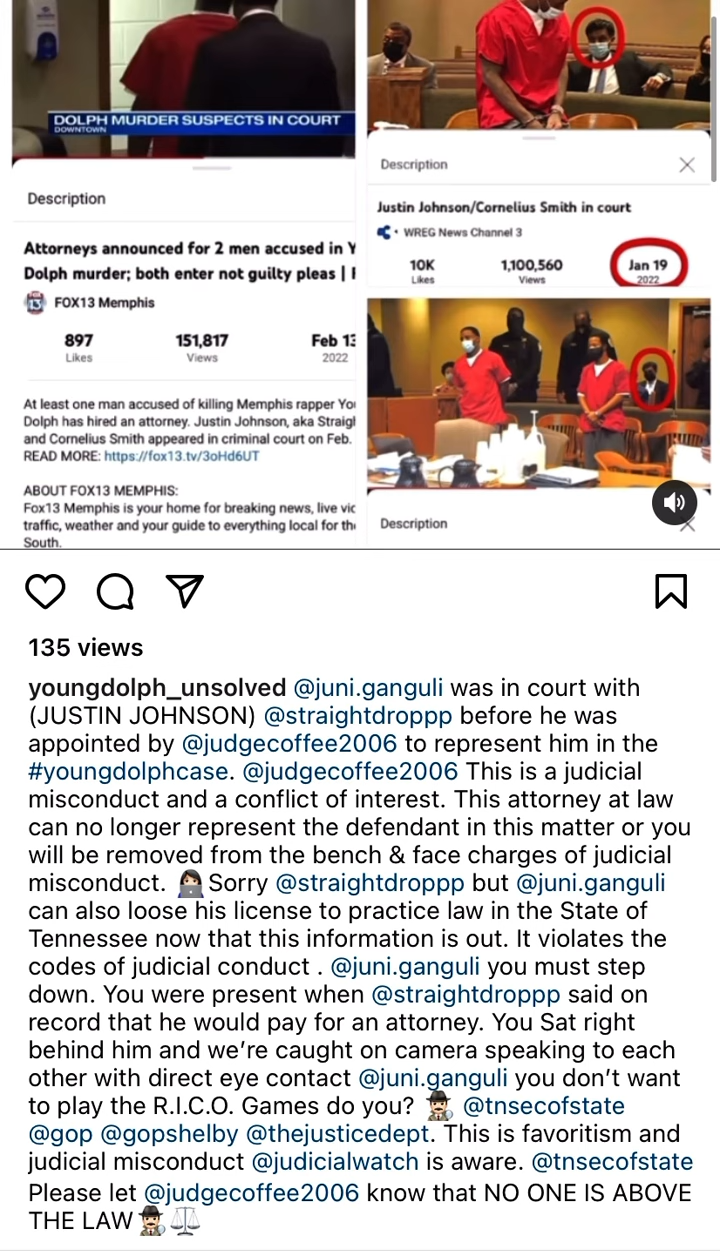 DOLPH MURDER SUSPECTS IN COURT
DOWNTOWN
Description
Attorneys announced for 2 men accused in Y
Dolph murder; both enter not guilty pleas |
FOX 13
FOX13 Memphis
897
151,817
Feb 13
Likes
Views
2022
At least one man accused of killing Memphis rapper You
Dolph has hired an attorney. Justin Johnson, aka Straigh
and Cornelius Smith appeared in criminal court on Feb.
READ MORE: https://fox13.tv/3oHd6UT
ABOUT FOX13 MEMPHIS:
Fox13 Memphis is your home for breaking news, live vid
traffic, weather and your guide to everything local for the
South.
Description
Justin Johnson/Cornelius Smith in court
WREG News Channel 3
10K
1,100,560
Jan 19
Likes
Views
2022
Description
135 views
youngdolph_unsolved @juni.ganguli was in court with
(JUSTIN JOHNSON) @straightdroppp before he was
appointed by @judgecoffee2006 to represent him in the
#youngdolphcase. @judgecoffee2006 This is a judicial
misconduct and a conflict of interest. This attorney at law
can no longer represent the defendant in this matter or you
will be removed from the bench & face charges of judicial
misconduct. 👩🏻‍💻Sorry @straightdroppp but @juni.ganguli
can also loose his license to practice law in the State of
Tennessee now that this information is out. It violates the
codes of judicial conduct . @juni.ganguli you must step
down. You were present when @straightdroppp said on
record that he would pay for an attorney. You Sat right
behind him and we’re caught on camera speaking to each
other with direct eye contact @juni.ganguli you don’t want
to play the R.I.C.O. Games do you? 🕵🏻‍♂️ @tnsecofstate
@gop @gopshelby @thejusticedept. This is favoritism and
judicial misconduct @judicialwatch is aware. @tnsecofstate
Please let @judgecoffee2006 know that NO ONE IS ABOVE
THE LAW🕵🏻‍♂️⚖️